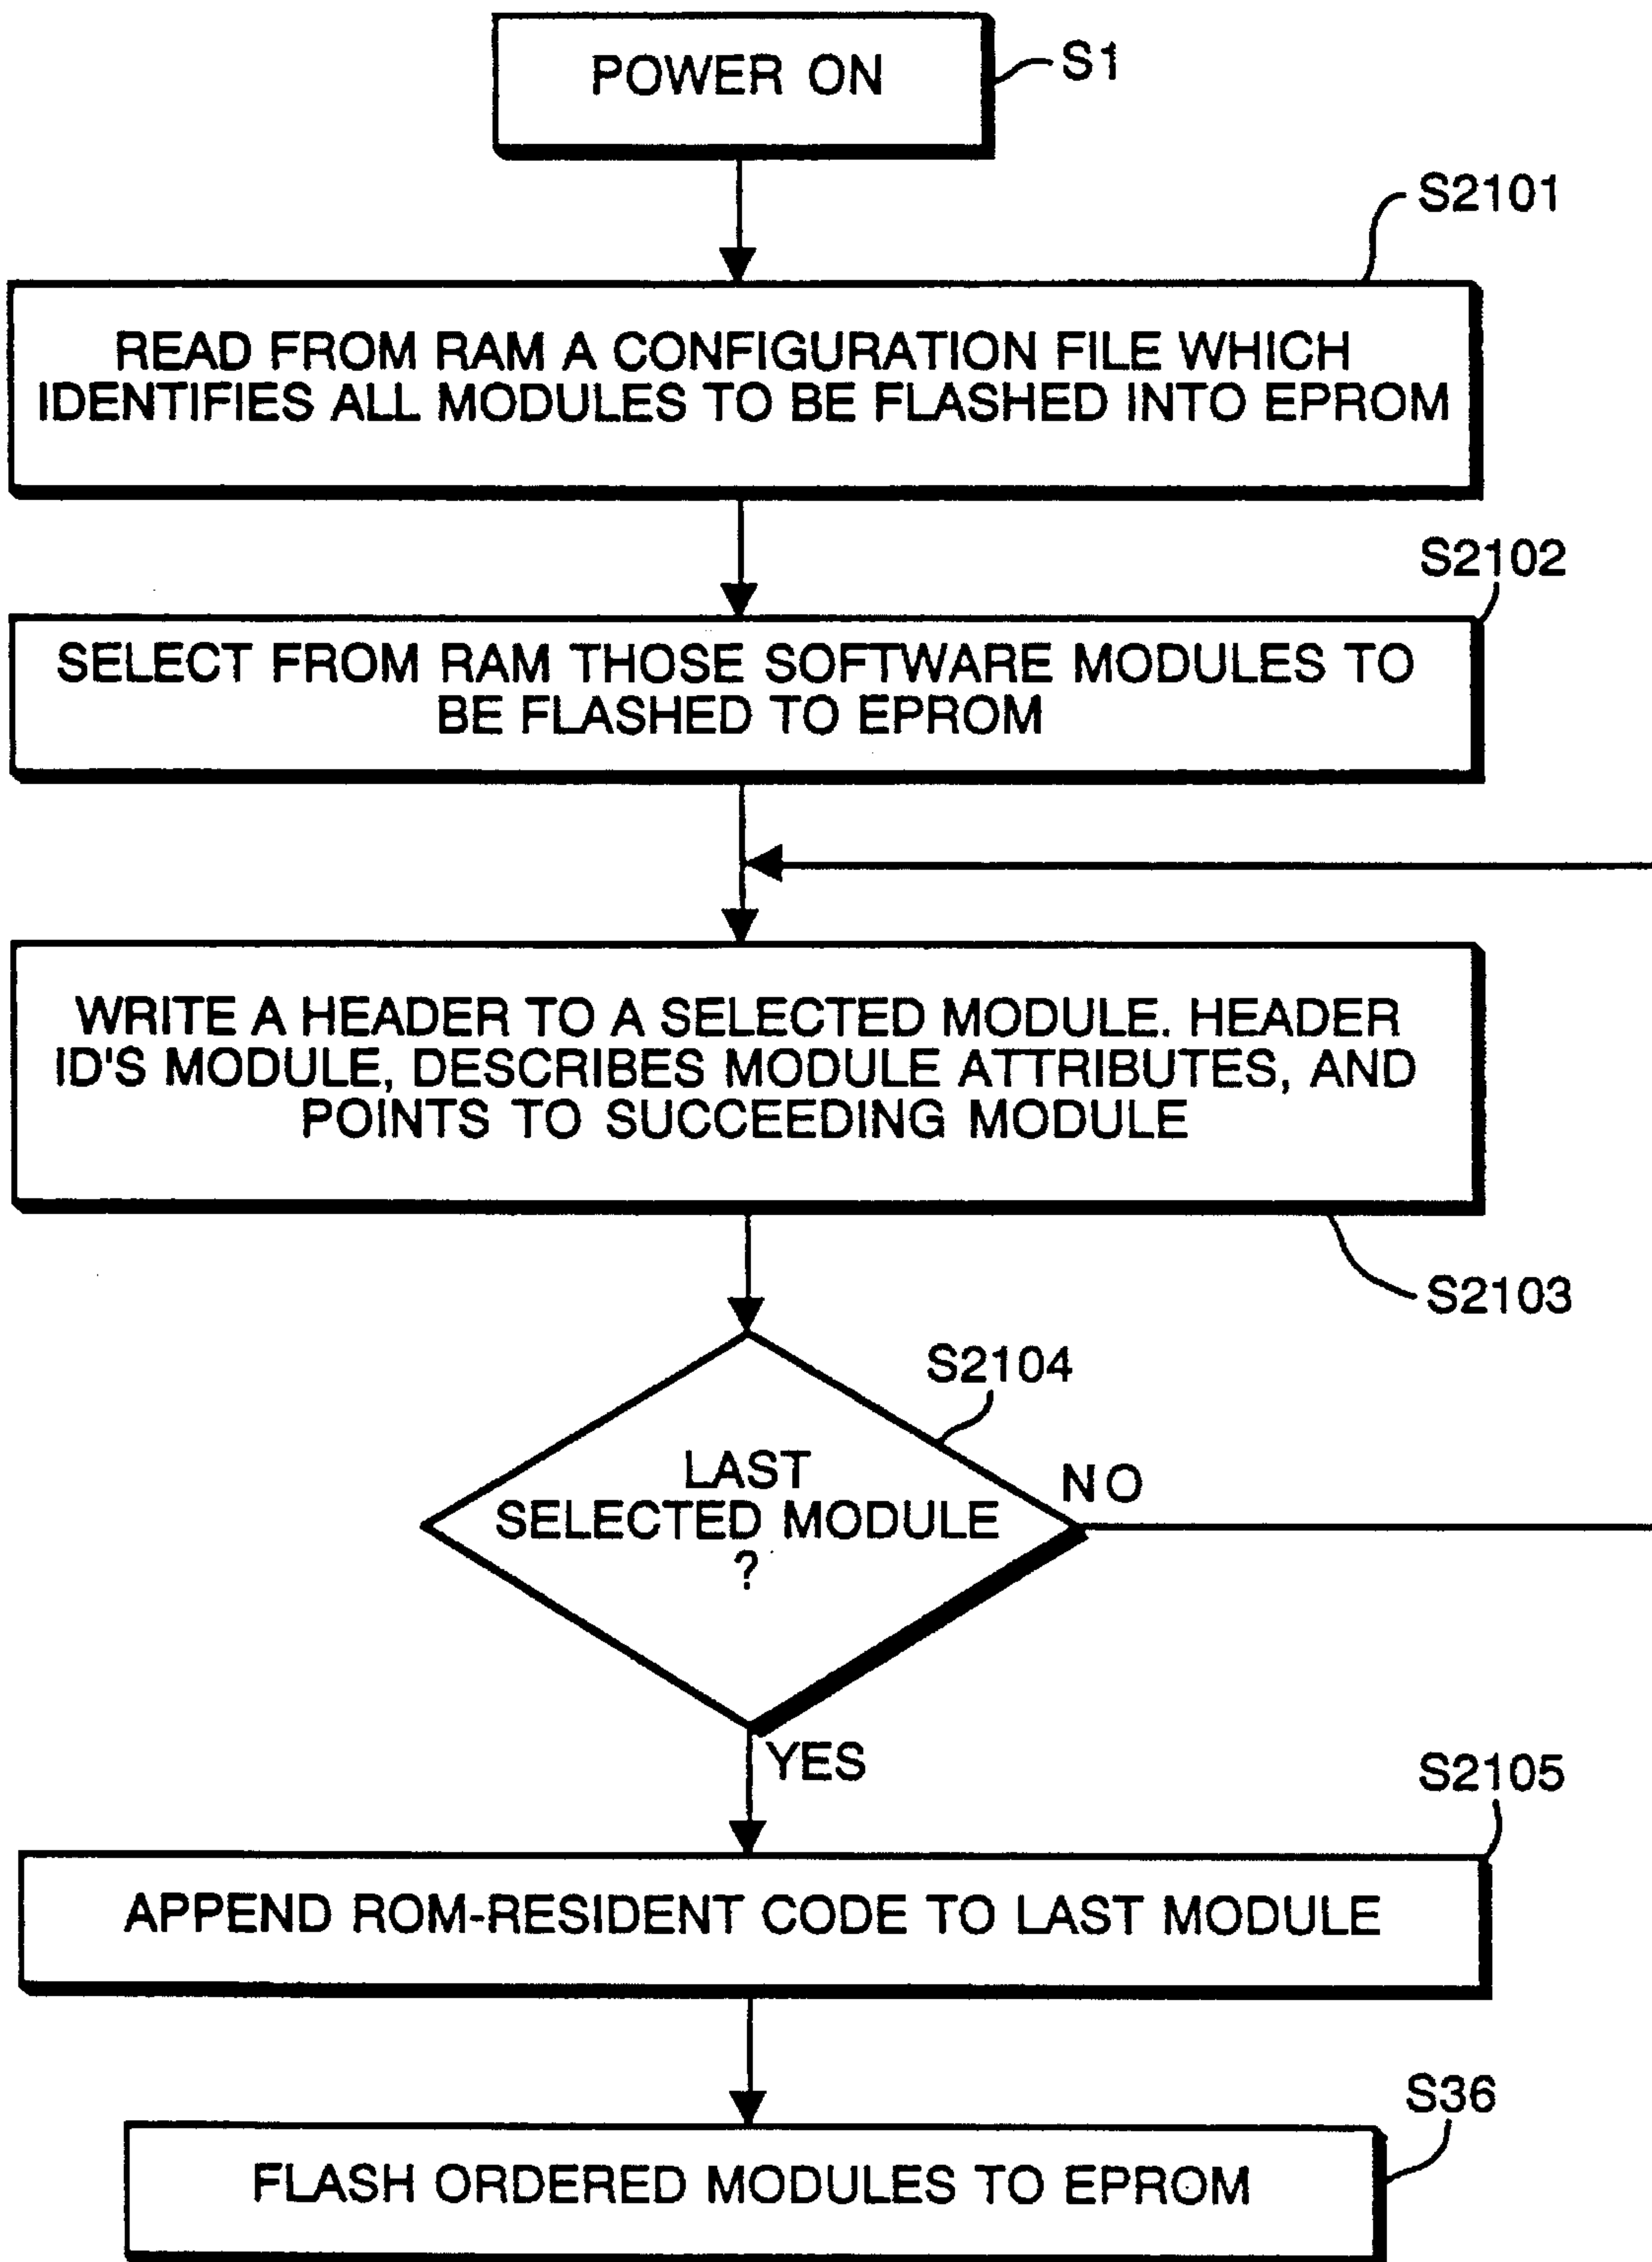 POWER ON
S1
S2101
READ FROM RAM A CONFIGURATION FILE WHICH
IDENTIFIES ALL MODULES TO BE FLASHED INTO EPROM
S2102
SELECT FROM RAM THOSE SOFTWARE MODULES TO
BE FLASHED TO EPROM
WRITE A HEADER TO A SELECTED MODULE. HEADER
ID'S MODULE, DESCRIBES MODULE ATTRIBUTES, AND
POINTS TO SUCCEEDING MODULE
S2103
S2104
LAST
SELECTED MODULE
?
NO
YES
S2105
APPEND ROM-RESIDENT CODE TO LAST MODULE
S36
FLASH ORDERED MODULES TO EPROM